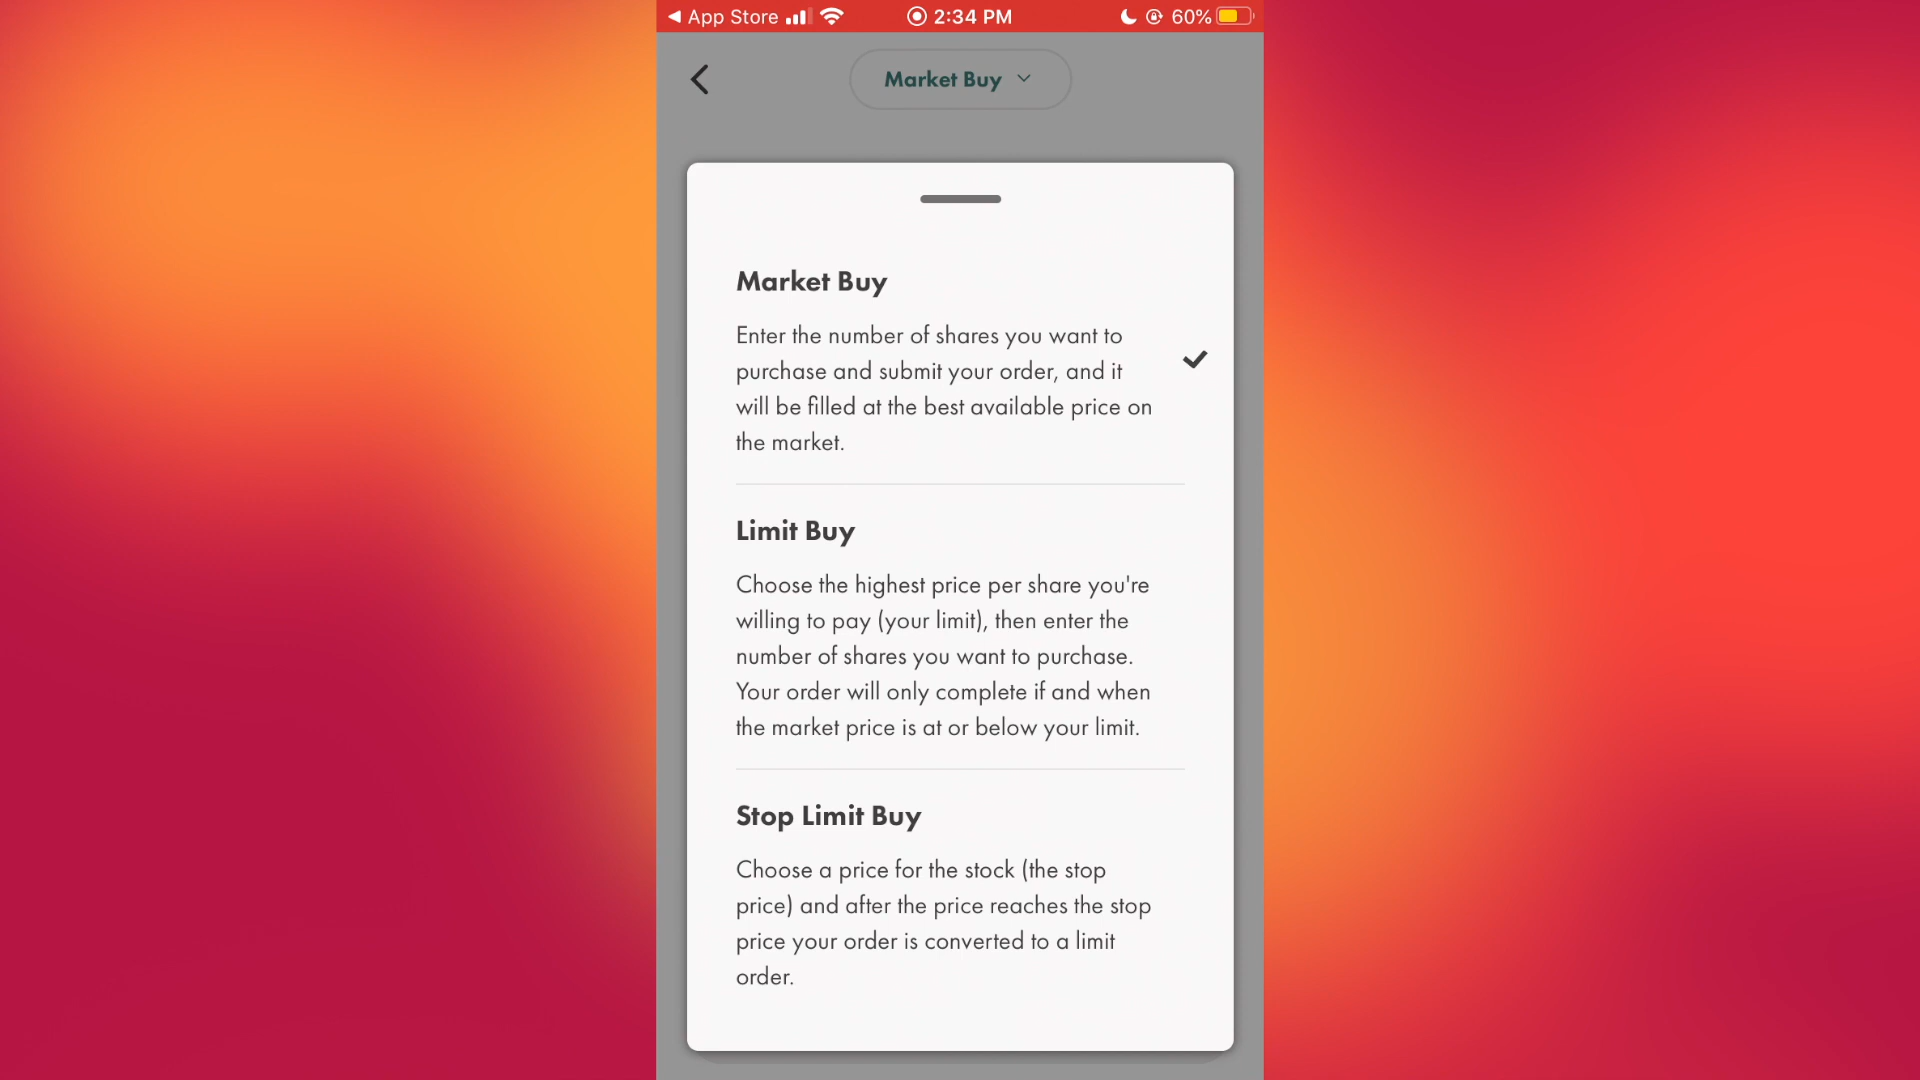 App Store 2:34 PM 60%
Market Buy
Market Buy
Enter the number of shares you want to
purchase and submit your order, and it
will be filled at the best available price on
the market.
Limit Buy
Choose the highest price per share you're
willing to pay (your limit), then enter the
number of shares you want to purchase.
Your order will only complete if and when
the market price is at or below your limit.
Stop Limit Buy
Choose a price for the stock (the stop
price) and after the price reaches the stop
price your order is converted to a limit
order.